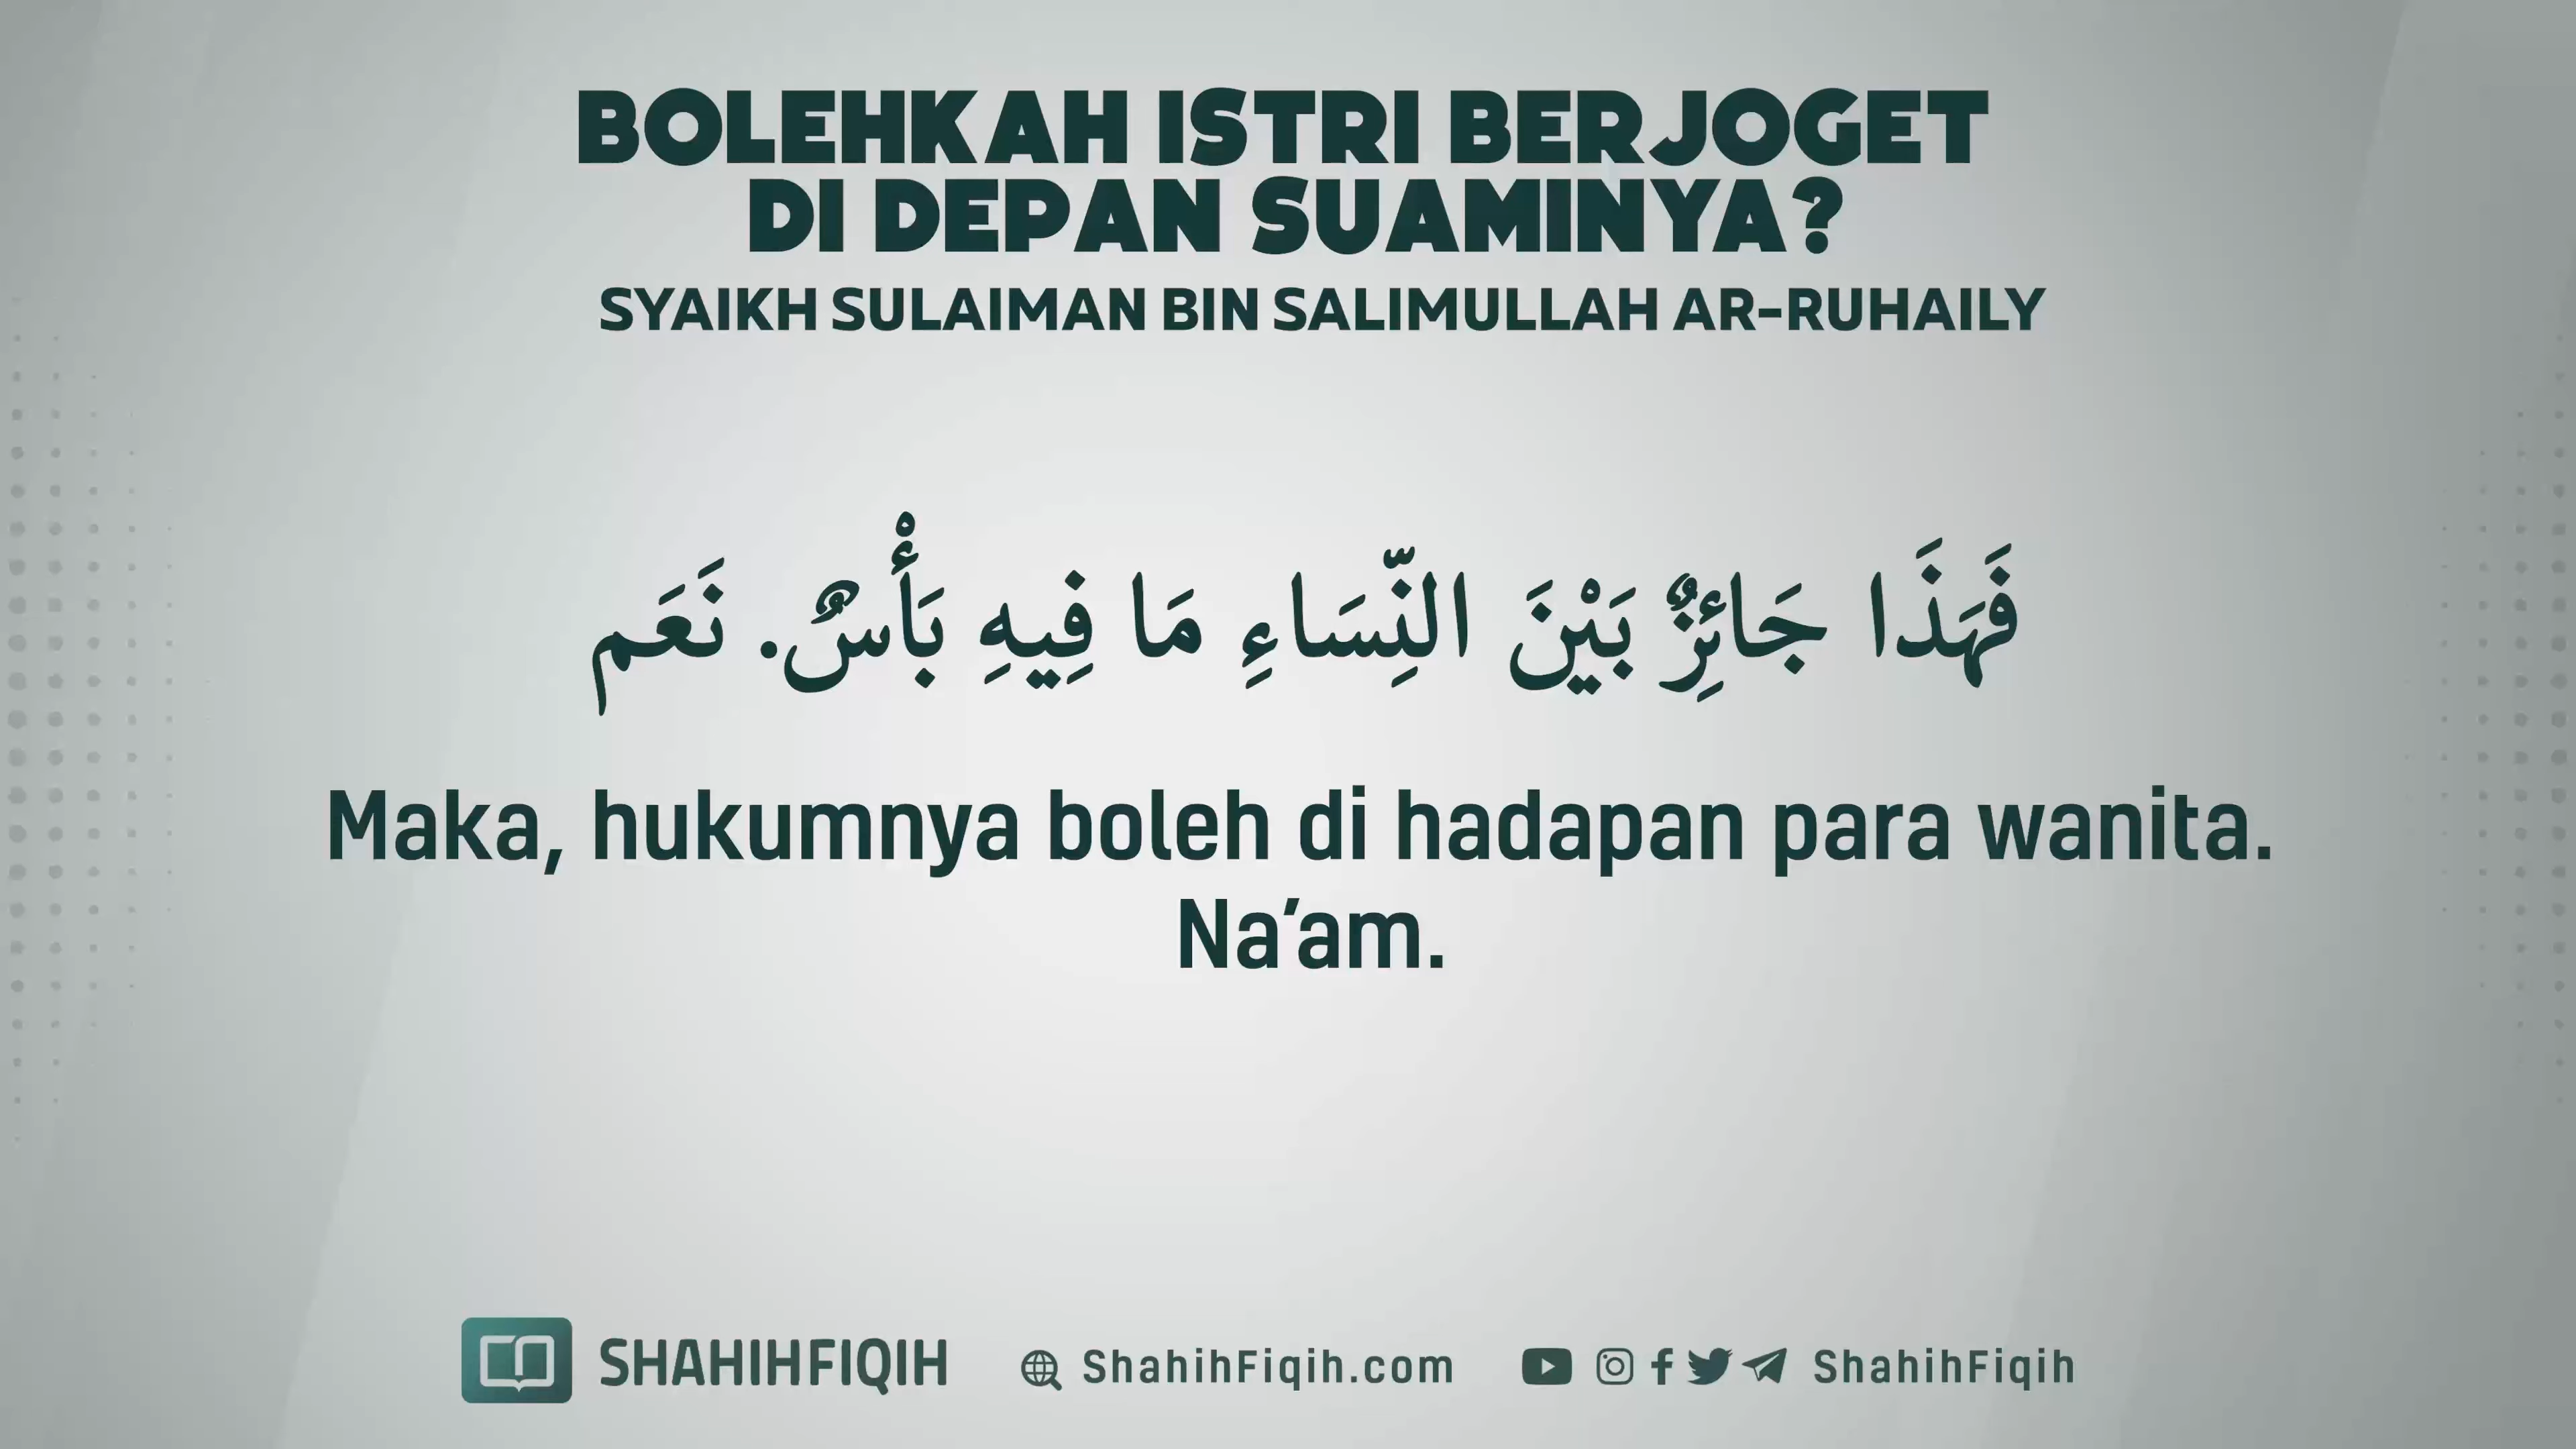 BOLEHKAH ISTRI BERJOGET
DI DEPAN SUAMINYA?
SYAIKH SULAIMAN BIN SALIMULLAH AR-RUHAILY
فَهَذَا جَائِزٌ بَيْنَ النِّسَاءِ مَا فِيهِ بَأْسٌ. نَعَم
Maka, hukumnya boleh di hadapan para wanita.
Na’am.
SHAHIHFIQIH ShahihFiqih.com ShahihFiqih